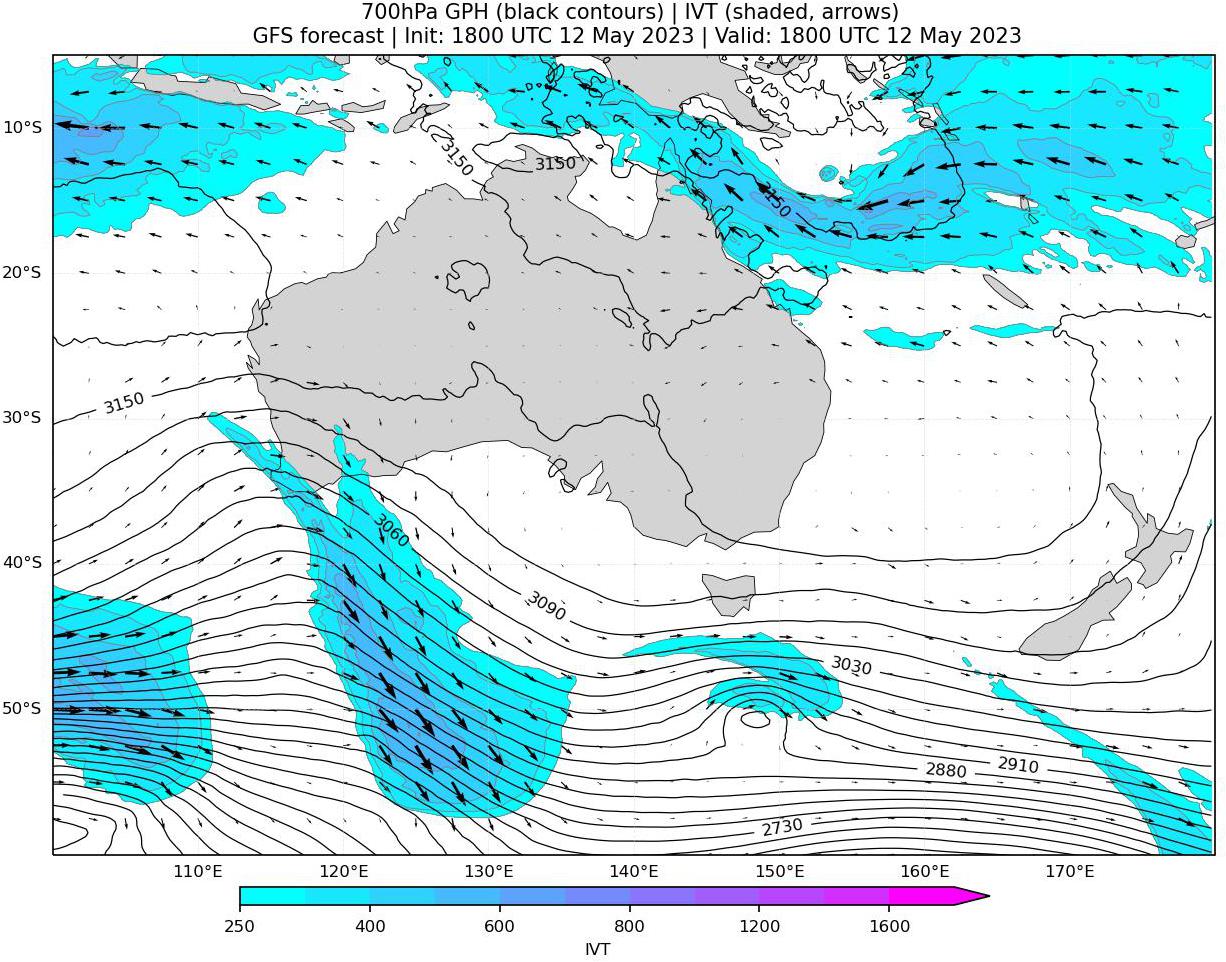 700hPa GPH (black contours) | IVT (shaded, arrows)
GFS forecast | Init: 1800 UTC 12 May 2023 | Valid: 1800 UTC 12 May 2023
10°S
3150
3150
3150
20°S
3150
30°S
3060
40°S
3090
3030
50°S
2880
2910
2730
110°E
120°E
130°E
140°E
150°E
160°E
170°E
250
400
600
800
1200
1600
IVT